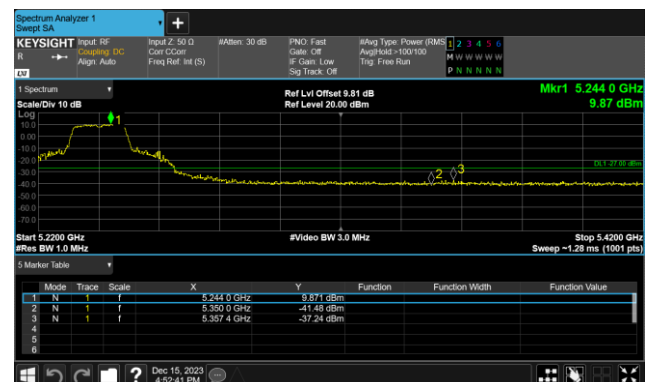 Spectrum Analyzer 1
Swept SA
KEYSIGHT Input: RF Input Z: 50 Ω #Atten: 30 dB PNO: Fast #Avg Type: Power (RMS 1 2 3 4 5 6
R Coupling: DC Corr CCorr Gate: Off Avg|Hold:>100/100 M W W W W W
Align: Auto Freq Ref: Int (S) IF Gain: Low Trig: Free Run
LXI Sig Track: Off P N N N N N
1 Spectrum Ref Lvl Offset 9.81 dB Mkr1 5.244 0 GHz
Scale/Div 10 dB Ref Level 20.00 dBm 9.87 dBm
Log
10.0
0.00
-10.0
-20.0
-30.0
-40.0
-50.0
-60.0
-70.0
1
2
3
DL1 -27.00 dBm
Start 5.2200 GHz #Video BW 3.0 MHz Stop 5.4200 GHz
#Res BW 1.0 MHz Sweep ~1.28 ms (1001 pts)
5 Marker Table
Mode Trace Scale X Y Function Function Width Function Value
1 N 1 f 5.244 0 GHz 9.871 dBm
2 N 1 f 5.350 0 GHz -41.48 dBm
3 N 1 f 5.357 4 GHz -37.24 dBm
4
5
6
? Dec 15, 2023
4:52:41 PM